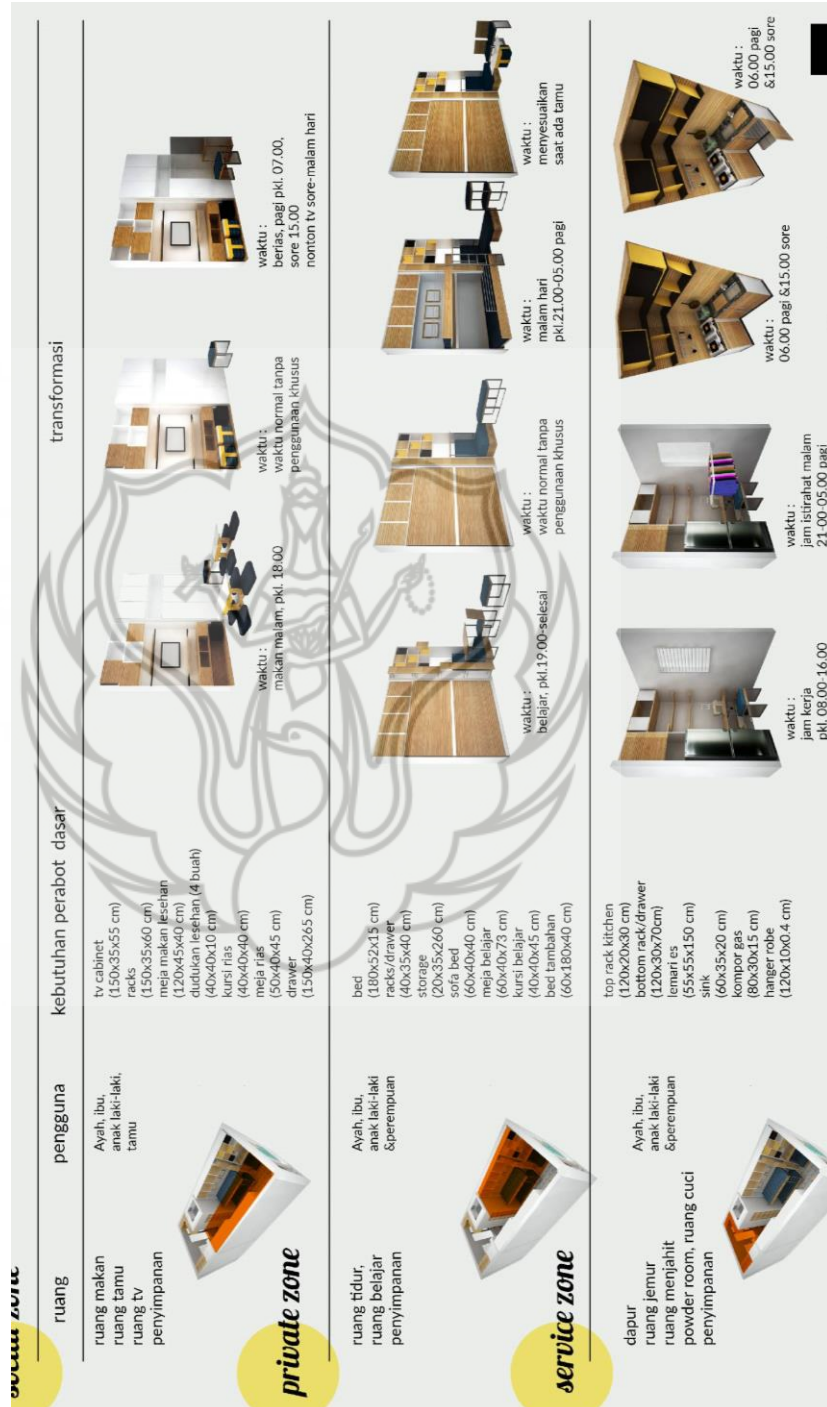 social zone
ruang
pengguna
kebutuhan perabot dasar
transformasi
ruang makan
ruang tamu
ruang tv
penyimpanan
Ayah, ibu,
anak laki-laki,
tamu
tv cabinet
(150x35x55 cm)
racks
(150x35x60 cm)
meja makan lesehan
(120x45x40 cm)
dudukan lesehan (4 buah)
(40x40x10 cm)
kursi rias
(40x40x40 cm)
meja rias
(50x40x45 cm)
drawer
(150x40x265 cm)
waktu :
makan malam, pkl. 18.00
waktu :
waktu normal tanpa
penggunaan khusus
waktu :
berias, pagi pkl. 07.00,
sore 15.00
nonton tv sore-malam hari
private zone
ruang tidur,
ruang belajar
penyimpanan
Ayah, ibu,
anak laki-laki
&perempuan
bed
(180x52x15 cm)
racks/drawer
(40x35x40 cm)
storage
(20x35x260 cm)
sofa bed
(60x40x40 cm)
meja belajar
(60x40x73 cm)
kursi belajar
(40x40x45 cm)
bed tambahan
(60x180x40 cm)
waktu :
belajar, pkl.19.00-selesai
waktu :
waktu normal tanpa
penggunaan khusus
waktu :
malam hari
pkl.21.00-05.00 pagi
waktu :
menyesuaikan
saat ada tamu
service zone
dapur
ruang jemur
ruang menjahit
powder room, ruang cuci
penyimpanan
Ayah, ibu,
anak laki-laki
&perempuan
top rack kitchen
(120x20x30 cm)
bottom rack/drawer
(120x30x70cm)
lemari es
(55x55x150 cm)
sink
(60x35x20 cm)
kompor gas
(80x30x15 cm)
hanger robe
(120x10x0.4 cm)
waktu :
jam kerja
pkl. 08.00-16.00
waktu :
jam istirahat malam
21-00-05.00 pagi
waktu :
06.00 pagi &15.00 sore
waktu :
06.00 pagi
&15.00 sore